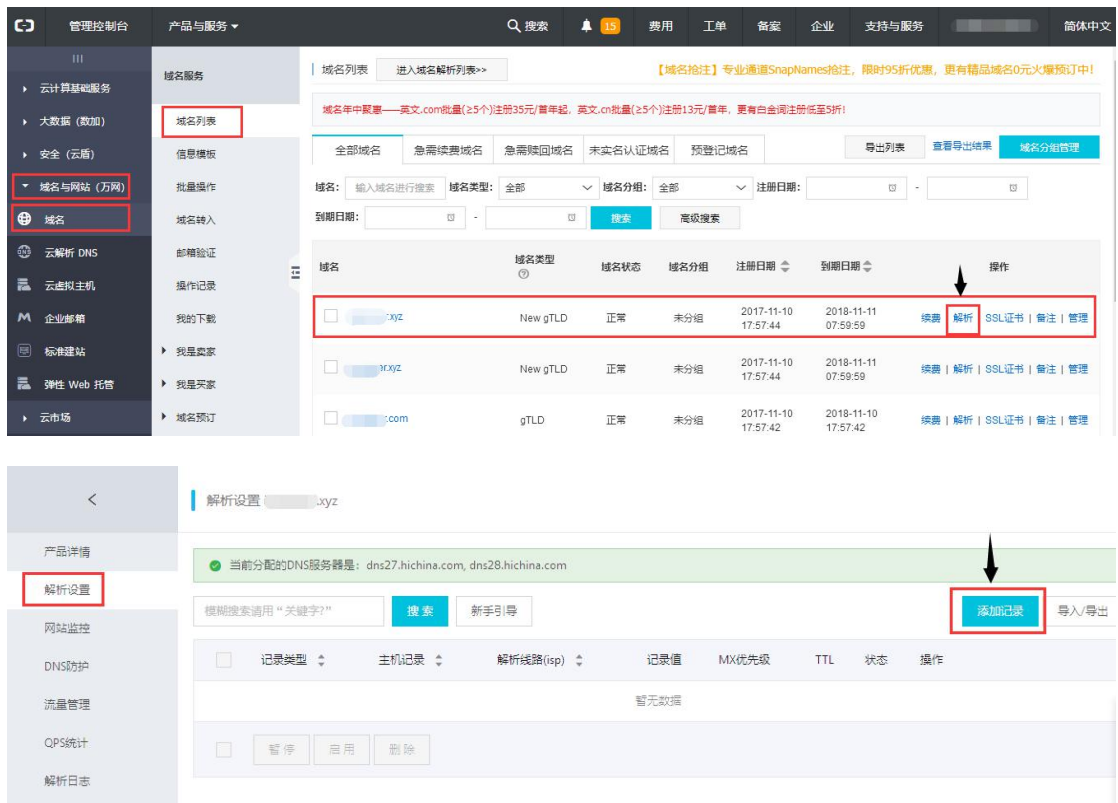 管理控制台 产品与服务 搜索 15 费用 工单 备案 企业 支持与服务 简体中文
云计算基础服务
大数据（数加）
安全（云盾）
域名与网站（万网）
域名
云解析 DNS
云虚拟主机
企业邮箱
标准建站
弹性 Web 托管
云市场
域名服务
域名列表
信息模板
批量操作
域名转入
邮箱验证
操作记录
我的下载
我是卖家
我是买家
域名预订
域名列表 进入域名解析列表>> 【域名抢注】专业通道SnapNames抢注，限时95折优惠，更有精品域名0元火爆预订中!
域名年中聚惠——英文.com批量(≥5个)注册35元/首年起，英文.cn批量(≥5个)注册13元/首年，更有白金词注册低至5折!
全部域名 急需续费域名 急需赎回域名 未实名认证域名 预登记域名 导出列表 查看导出结果 域名分组管理
域名: 输入域名进行搜索 域名类型: 全部 域名分组: 全部 注册日期: -
到期日期: - 搜索 高级搜索
域名 域名类型 域名状态 域名分组 注册日期 到期日期 操作
.xyz New gTLD 正常 未分组 2017-11-10 17:57:44 2018-11-11 07:59:59 续费 | 解析 | SSL证书 | 备注 | 管理
r.xyz New gTLD 正常 未分组 2017-11-10 17:57:44 2018-11-11 07:59:59 续费 | 解析 | SSL证书 | 备注 | 管理
.com gTLD 正常 未分组 2017-11-10 17:57:42 2018-11-10 17:57:42 续费 | 解析 | SSL证书 | 备注 | 管理
解析设置 .xyz
产品详情
解析设置
网站监控
DNS防护
流量管理
QPS统计
解析日志
当前分配的DNS服务器是: dns27.hichina.com, dns28.hichina.com
模糊搜索请用“关键字?” 搜索 新手引导 添加记录 导入/导出
记录类型 主机记录 解析线路(isp) 记录值 MX优先级 TTL 状态 操作
暂无数据
暂停 启用 删除